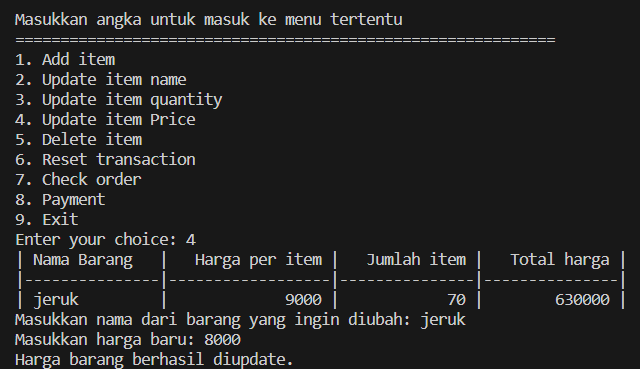 Masukkan angka untuk masuk ke menu tertentu
============================================================
1. Add item
2. Update item name
3. Update item quantity
4. Update item Price
5. Delete item
6. Reset transaction
7. Check order
8. Payment
9. Exit
Enter your choice: 4
| Nama Barang   |   Harga per item |   Jumlah item |   Total harga |
|---------------|------------------|---------------|---------------|
| jeruk         |             9000 |            70 |        630000 |
Masukkan nama dari barang yang ingin diubah: jeruk
Masukkan harga baru: 8000
Harga barang berhasil diupdate.